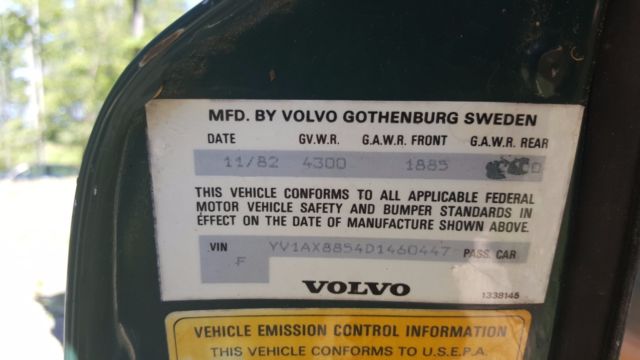 MFD. BY VOLVO GOTHENBURG SWEDEN
DATE GV.W.R. G.A.W.R. FRONT G.A.W.R. REAR
11/82 4300 1885
THIS VEHICLE CONFORMS TO ALL APPLICABLE FEDERAL
MOTOR VEHICLE SAFETY AND BUMPER STANDARDS IN
EFFECT ON THE DATE OF MANUFACTURE SHOWN ABOVE.
VIN YV1AX8854D1460447 PASS. CAR
F
VOLVO
1338145
VEHICLE EMISSION CONTROL INFORMATION
THIS VEHICLE CONFORMS TO U.S.E.P.A.